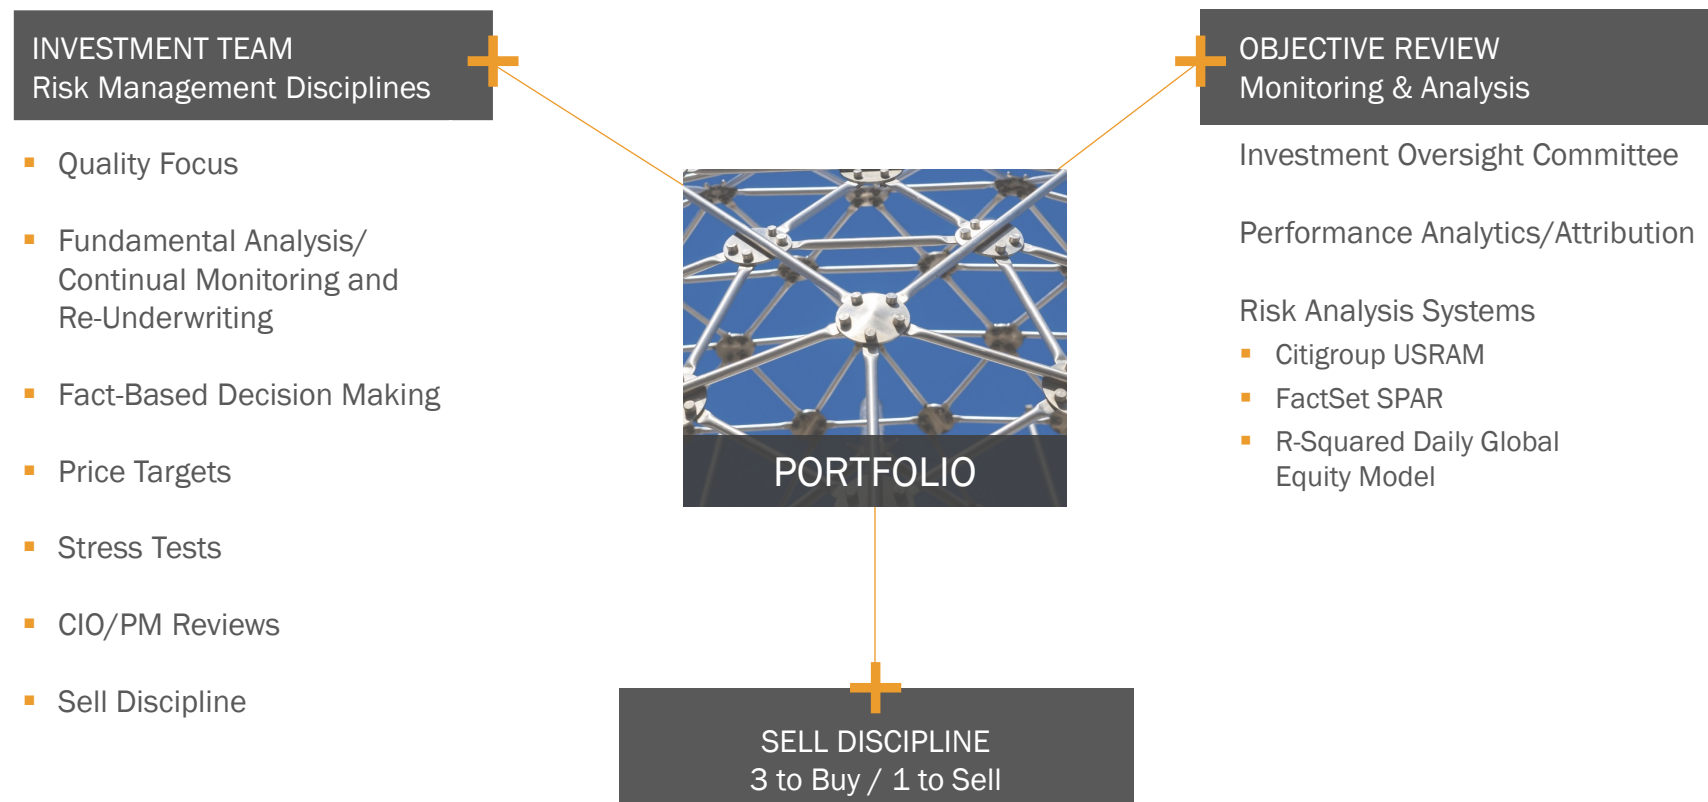 INVESTMENT TEAM
Risk Management Disciplines
Quality Focus
Fundamental Analysis/
Continual Monitoring and
Re-Underwriting
Fact-Based Decision Making
Price Targets
Stress Tests
CIO/PM Reviews
Sell Discipline
PORTFOLIO
OBJECTIVE REVIEW
Monitoring & Analysis
Investment Oversight Committee
Performance Analytics/Attribution
Risk Analysis Systems
Citigroup USRAM
FactSet SPAR
R-Squared Daily Global
Equity Model
SELL DISCIPLINE
3 to Buy / 1 to Sell